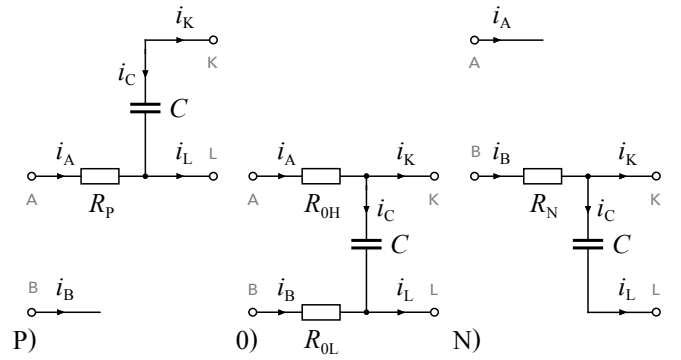 i_K
K
i_C
C
i_A
A
R_P
i_L
L
B
i_B
P)
i_A
A
R_0H
i_K
K
i_C
C
B
i_B
R_0L
i_L
L
0)
i_A
A
B
i_B
R_N
i_K
K
i_C
C
i_L
L
N)